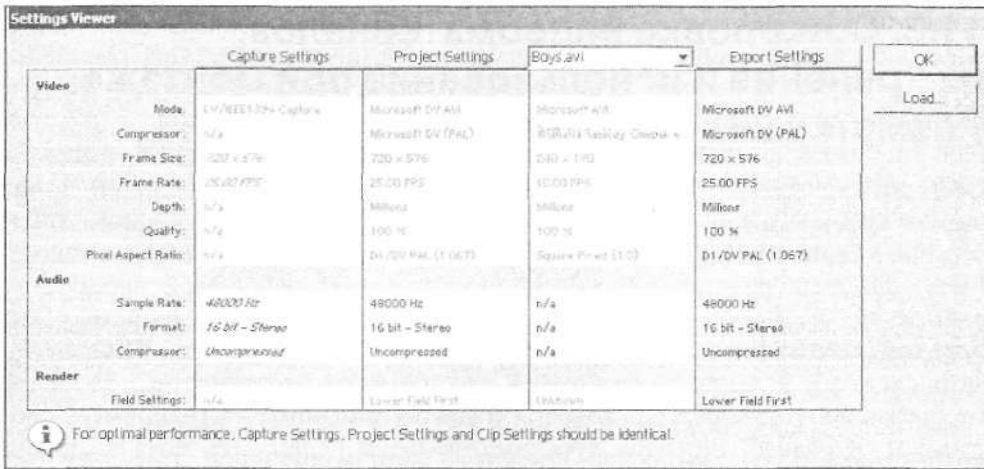 Settings Viewer
Capture Settings Project Settings Boys.avi Export Settings OK
Load...
Video
Mode: DV/IEEE1394 Capture Microsoft DV AVI Microsoft AVI Microsoft DV AVI
Compressor: n/a Microsoft DV (PAL) Microsoft DV (PAL)
Frame Size: 720 x 576 720 x 576 720 x 576
Frame Rate: 25.00 FPS 25.00 FPS FPS 25.00 FPS
Depth: n/a Millions Millions Millions
Quality: n/a 100 % 100 % 100 %
Pixel Aspect Ratio: n/a D1/DV PAL (1.067) Square Pixel (1.0) D1/DV PAL (1.067)
Audio
Sample Rate: 48000 Hz 48000 Hz n/a 48000 Hz
Format: 16 bit - Stereo 16 bit - Stereo n/a 16 bit - Stereo
Compressor: Uncompressed Uncompressed n/a Uncompressed
Render
Field Settings: n/a Lower Field First Unknown Lower Field First
For optimal performance, Capture Settings, Project Settings and Clip Settings should be identical.